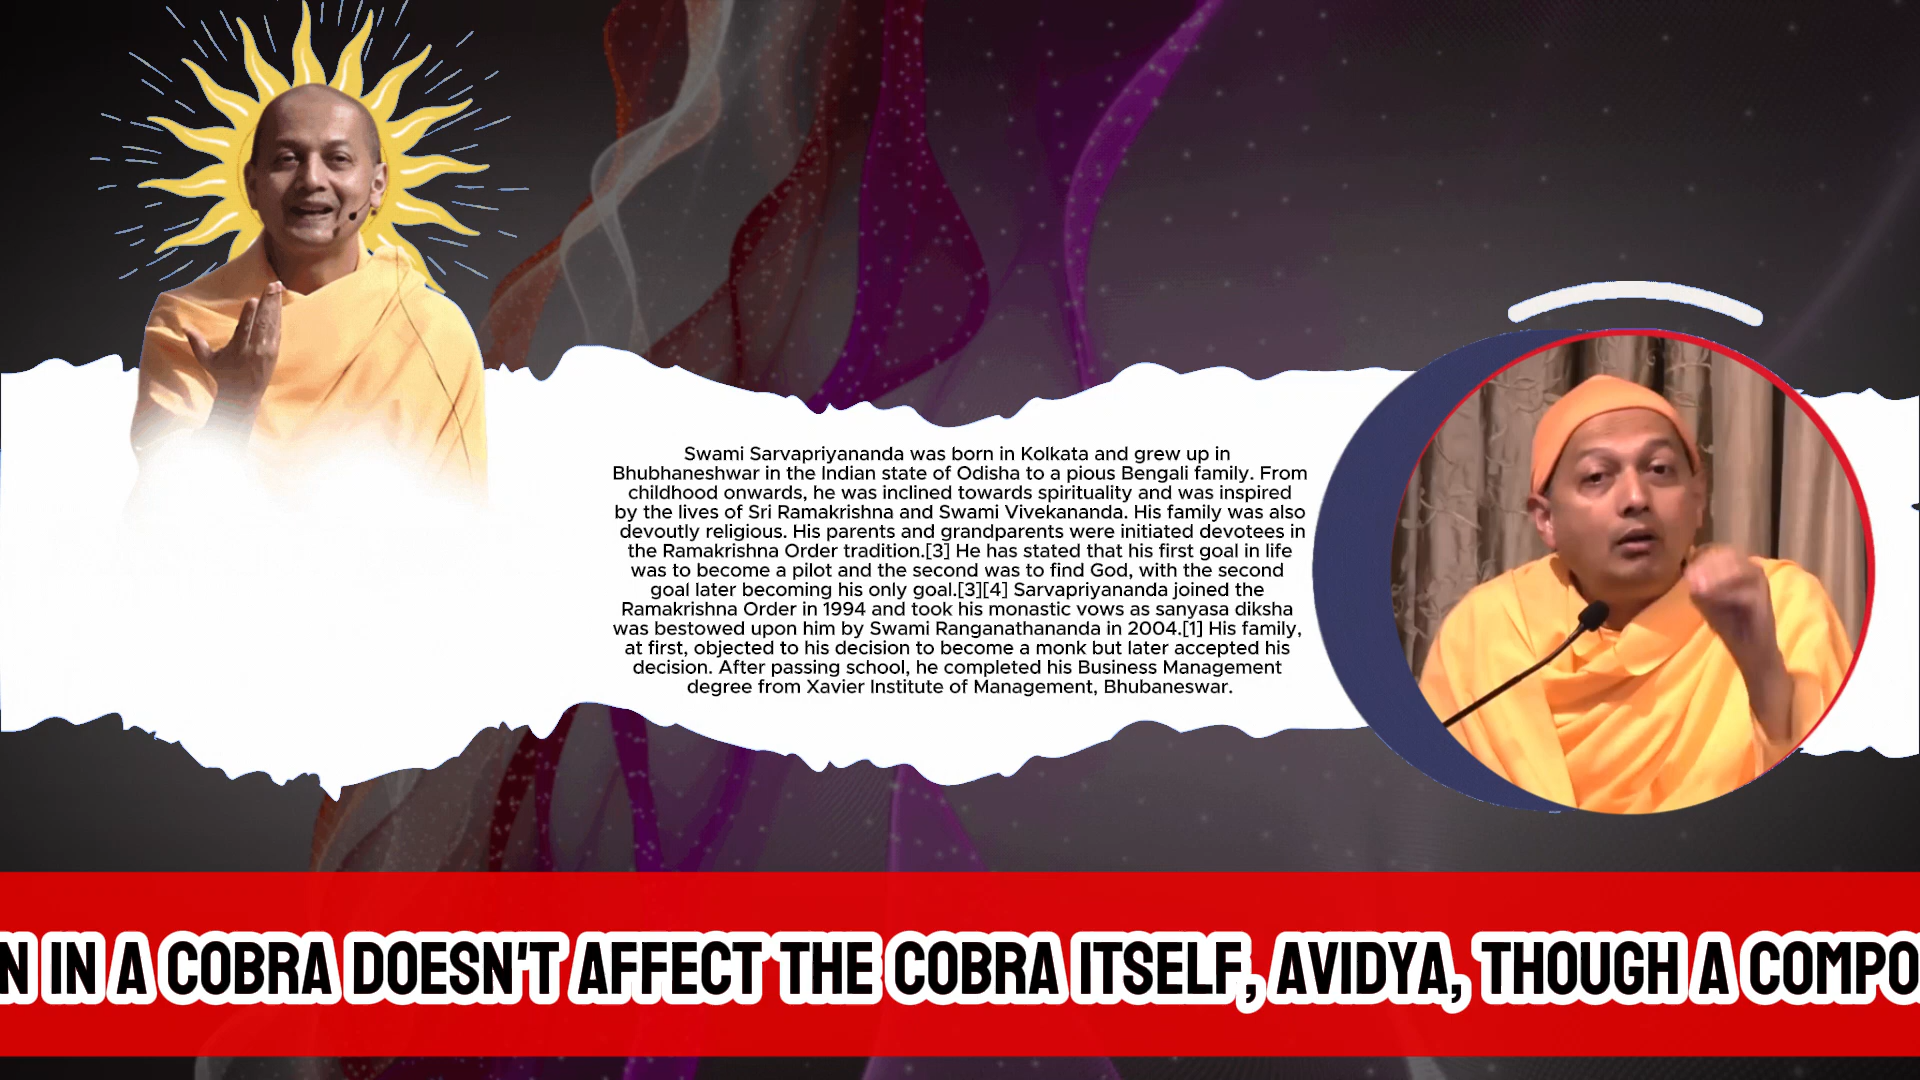 Swami Sarvapriyananda was born in Kolkata and grew up in
Bhubhaneshwar in the Indian state of Odisha to a pious Bengali family. From
childhood onwards, he was inclined towards spirituality and was inspired
by the lives of Sri Ramakrishna and Swami Vivekananda. His family was also
devoutly religious. His parents and grandparents were initiated devotees in
the Ramakrishna Order tradition.[3] He has stated that his first goal in life
was to become a pilot and the second was to find God, with the second
goal later becoming his only goal.[3][4] Sarvapriyananda joined the
Ramakrishna Order in 1994 and took his monastic vows as sanyasa diksha
was bestowed upon him by Swami Ranganathananda in 2004.[1] His family,
at first, objected to his decision to become a monk but later accepted his
decision. After passing school, he completed his Business Management
degree from Xavier Institute of Management, Bhubaneswar.
N IN A COBRA DOESN'T AFFECT THE COBRA ITSELF, AVIDYA, THOUGH A COMPO